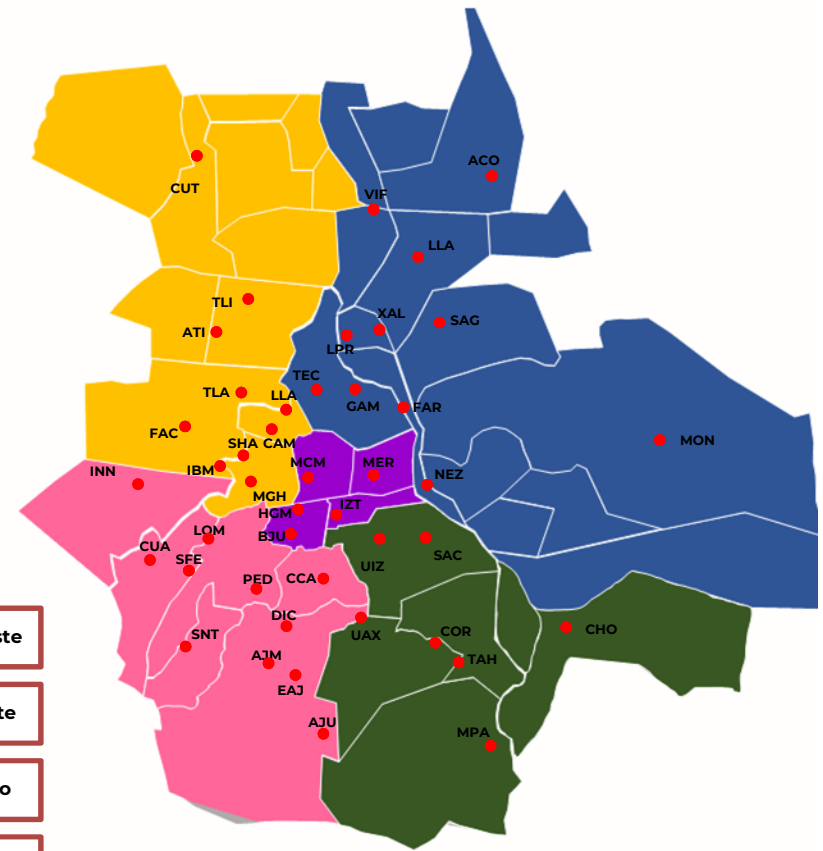 ACO
CUT
VIF
LLA
TLI
XAL
SAG
ATI
LPR
TEC
TLA
LLA
GAM
FAR
FAC
SHA
CAM
MON
INN
IBM
MCM
MER
NEZ
MGH
HGM
IZT
LOM
BJU
CUA
SFE
UIZ
SAC
PED
CCA
DIC
SNT
UAX
COR
CHO
AJM
TAH
EAJ
AJU
MPA
ste
te
o